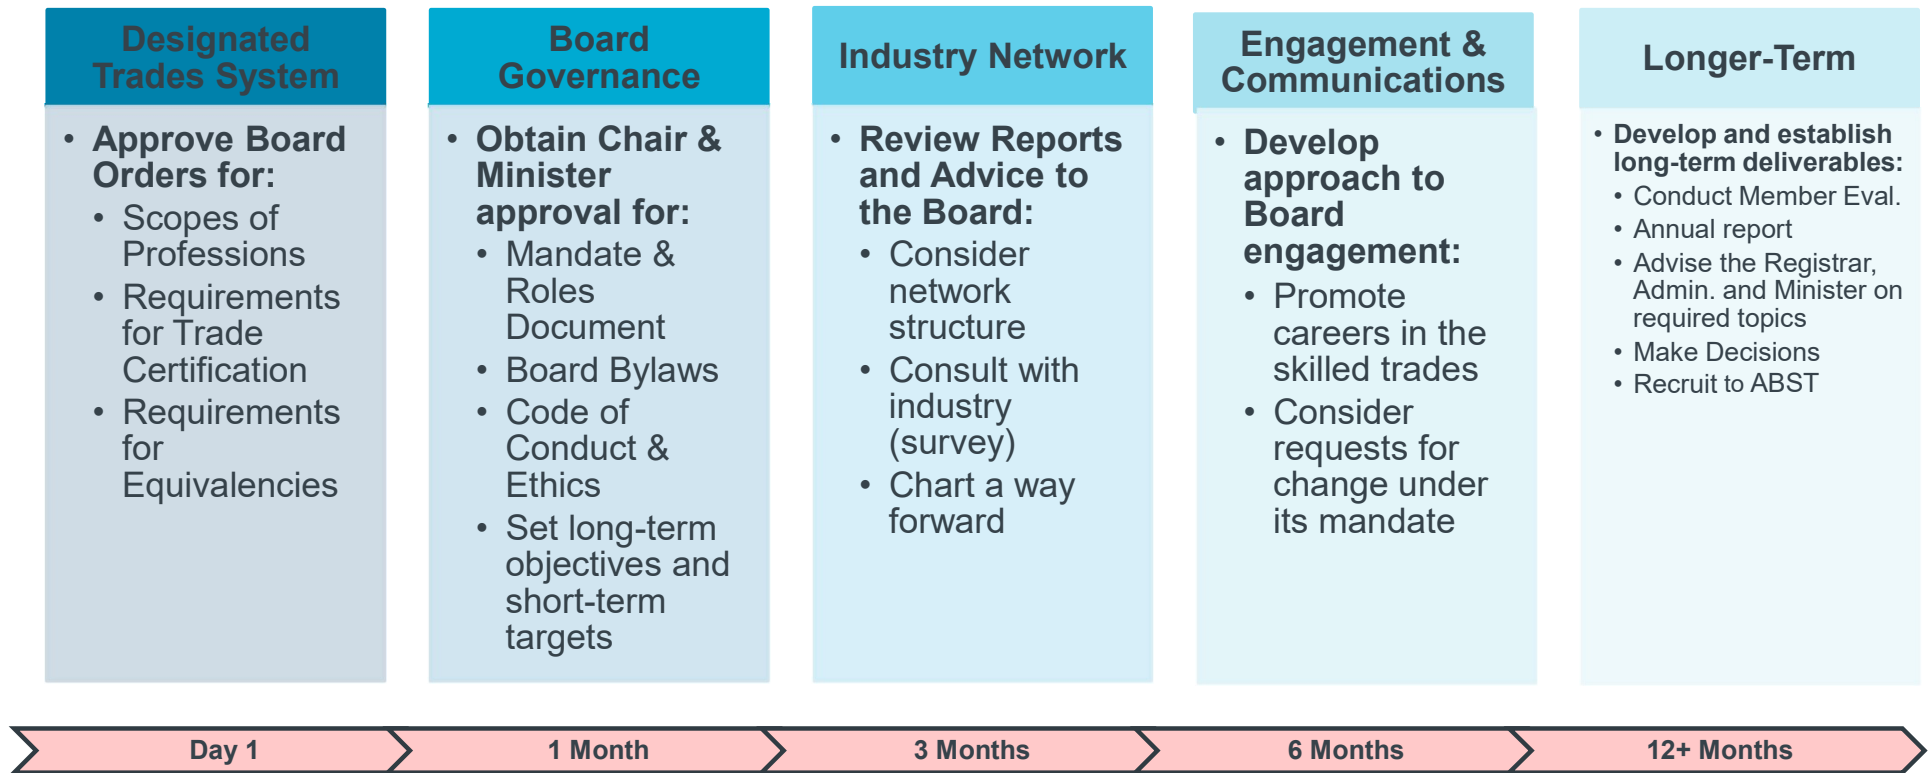 Designated
Trades System
• Approve Board
Orders for:
• Scopes of
Professions
• Requirements
for Trade
Certification
• Requirements
for
Equivalencies
Board
Governance
• Obtain Chair &
Minister
approval for:
• Mandate &
Roles
Document
• Board Bylaws
• Code of
Conduct &
Ethics
• Set long-term
objectives and
short-term
targets
Industry Network
• Review Reports
and Advice to
the Board:
• Consider
network
structure
• Consult with
industry
(survey)
• Chart a way
forward
Engagement &
Communications
• Develop
approach to
Board
engagement:
• Promote
careers in the
skilled trades
• Consider
requests for
change under
its mandate
Longer-Term
• Develop and establish
long-term deliverables:
• Conduct Member Eval.
• Annual report
• Advise the Registrar,
Admin. and Minister on
required topics
• Make Decisions
• Recruit to ABST
Day 1
1 Month
3 Months
6 Months
12+ Months